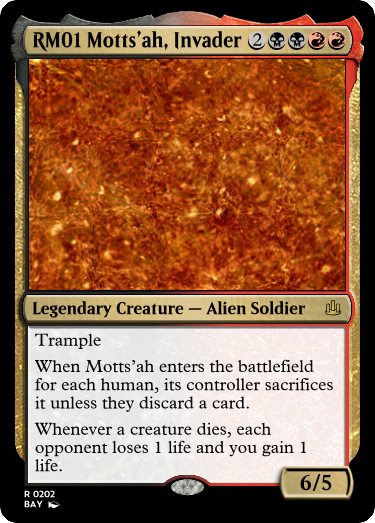 RM01 Motts'ah, Invader 2
Legendary Creature — Alien Soldier
Trample
When Motts'ah enters the battlefield
for each human, its controller sacrifices
it unless they discard a card.
Whenever a creature dies, each
opponent loses 1 life and you gain 1
life.
6/5
R 0202
BAY